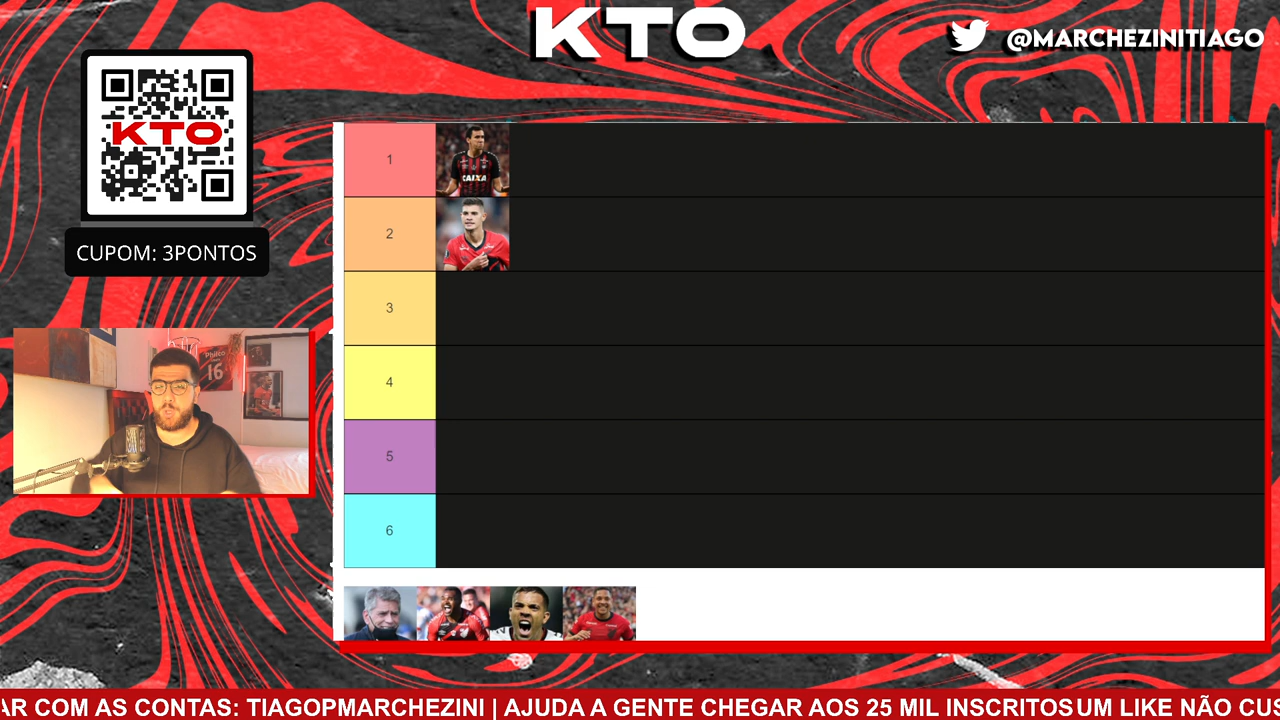 KTO
@MARCHEZINITIAGO
KTO
CUPOM: 3PONTOS
Philco
16
1
CAIXA
2
3
4
5
6
AR COM AS CONTAS: TIAGOPMARCHEZINI | AJUDA A GENTE CHEGAR AOS 25 MIL INSCRITOS UM LIKE NÃO CUS